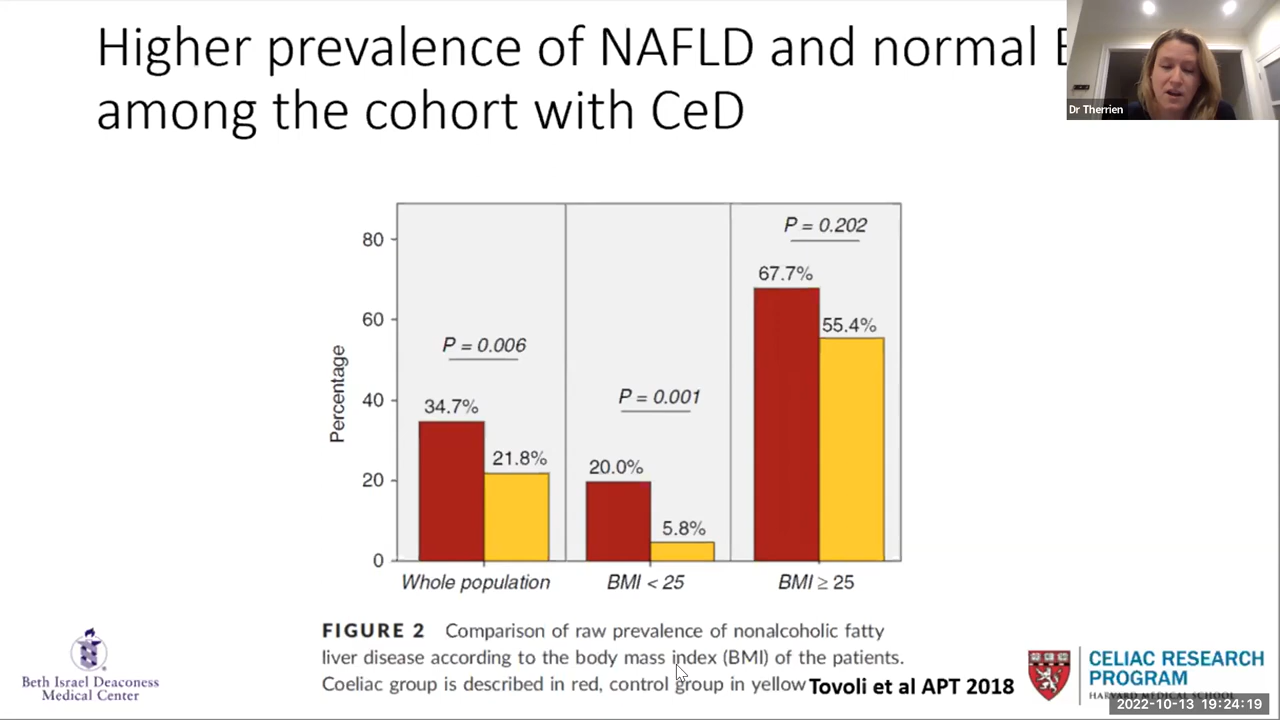 Higher prevalence of NAFLD and normal
among the cohort with CeD
Dr Therrien
Percentage
80
60
40
20
0
P = 0.006
34.7%
21.8%
P = 0.001
20.0%
5.8%
P = 0.202
67.7%
55.4%
Whole population
BMI < 25
BMI ≥ 25
FIGURE 2 Comparison of raw prevalence of nonalcoholic fatty
liver disease according to the body mass index (BMI) of the patients.
Coeliac group is described in red, control group in yellow
Tovoli et al APT 2018
Beth Israel Deaconess
Medical Center
CELIAC RESEARCH
PROGRAM
HARVARD MEDICAL SCHOOL
2022-10-13 19:24:19